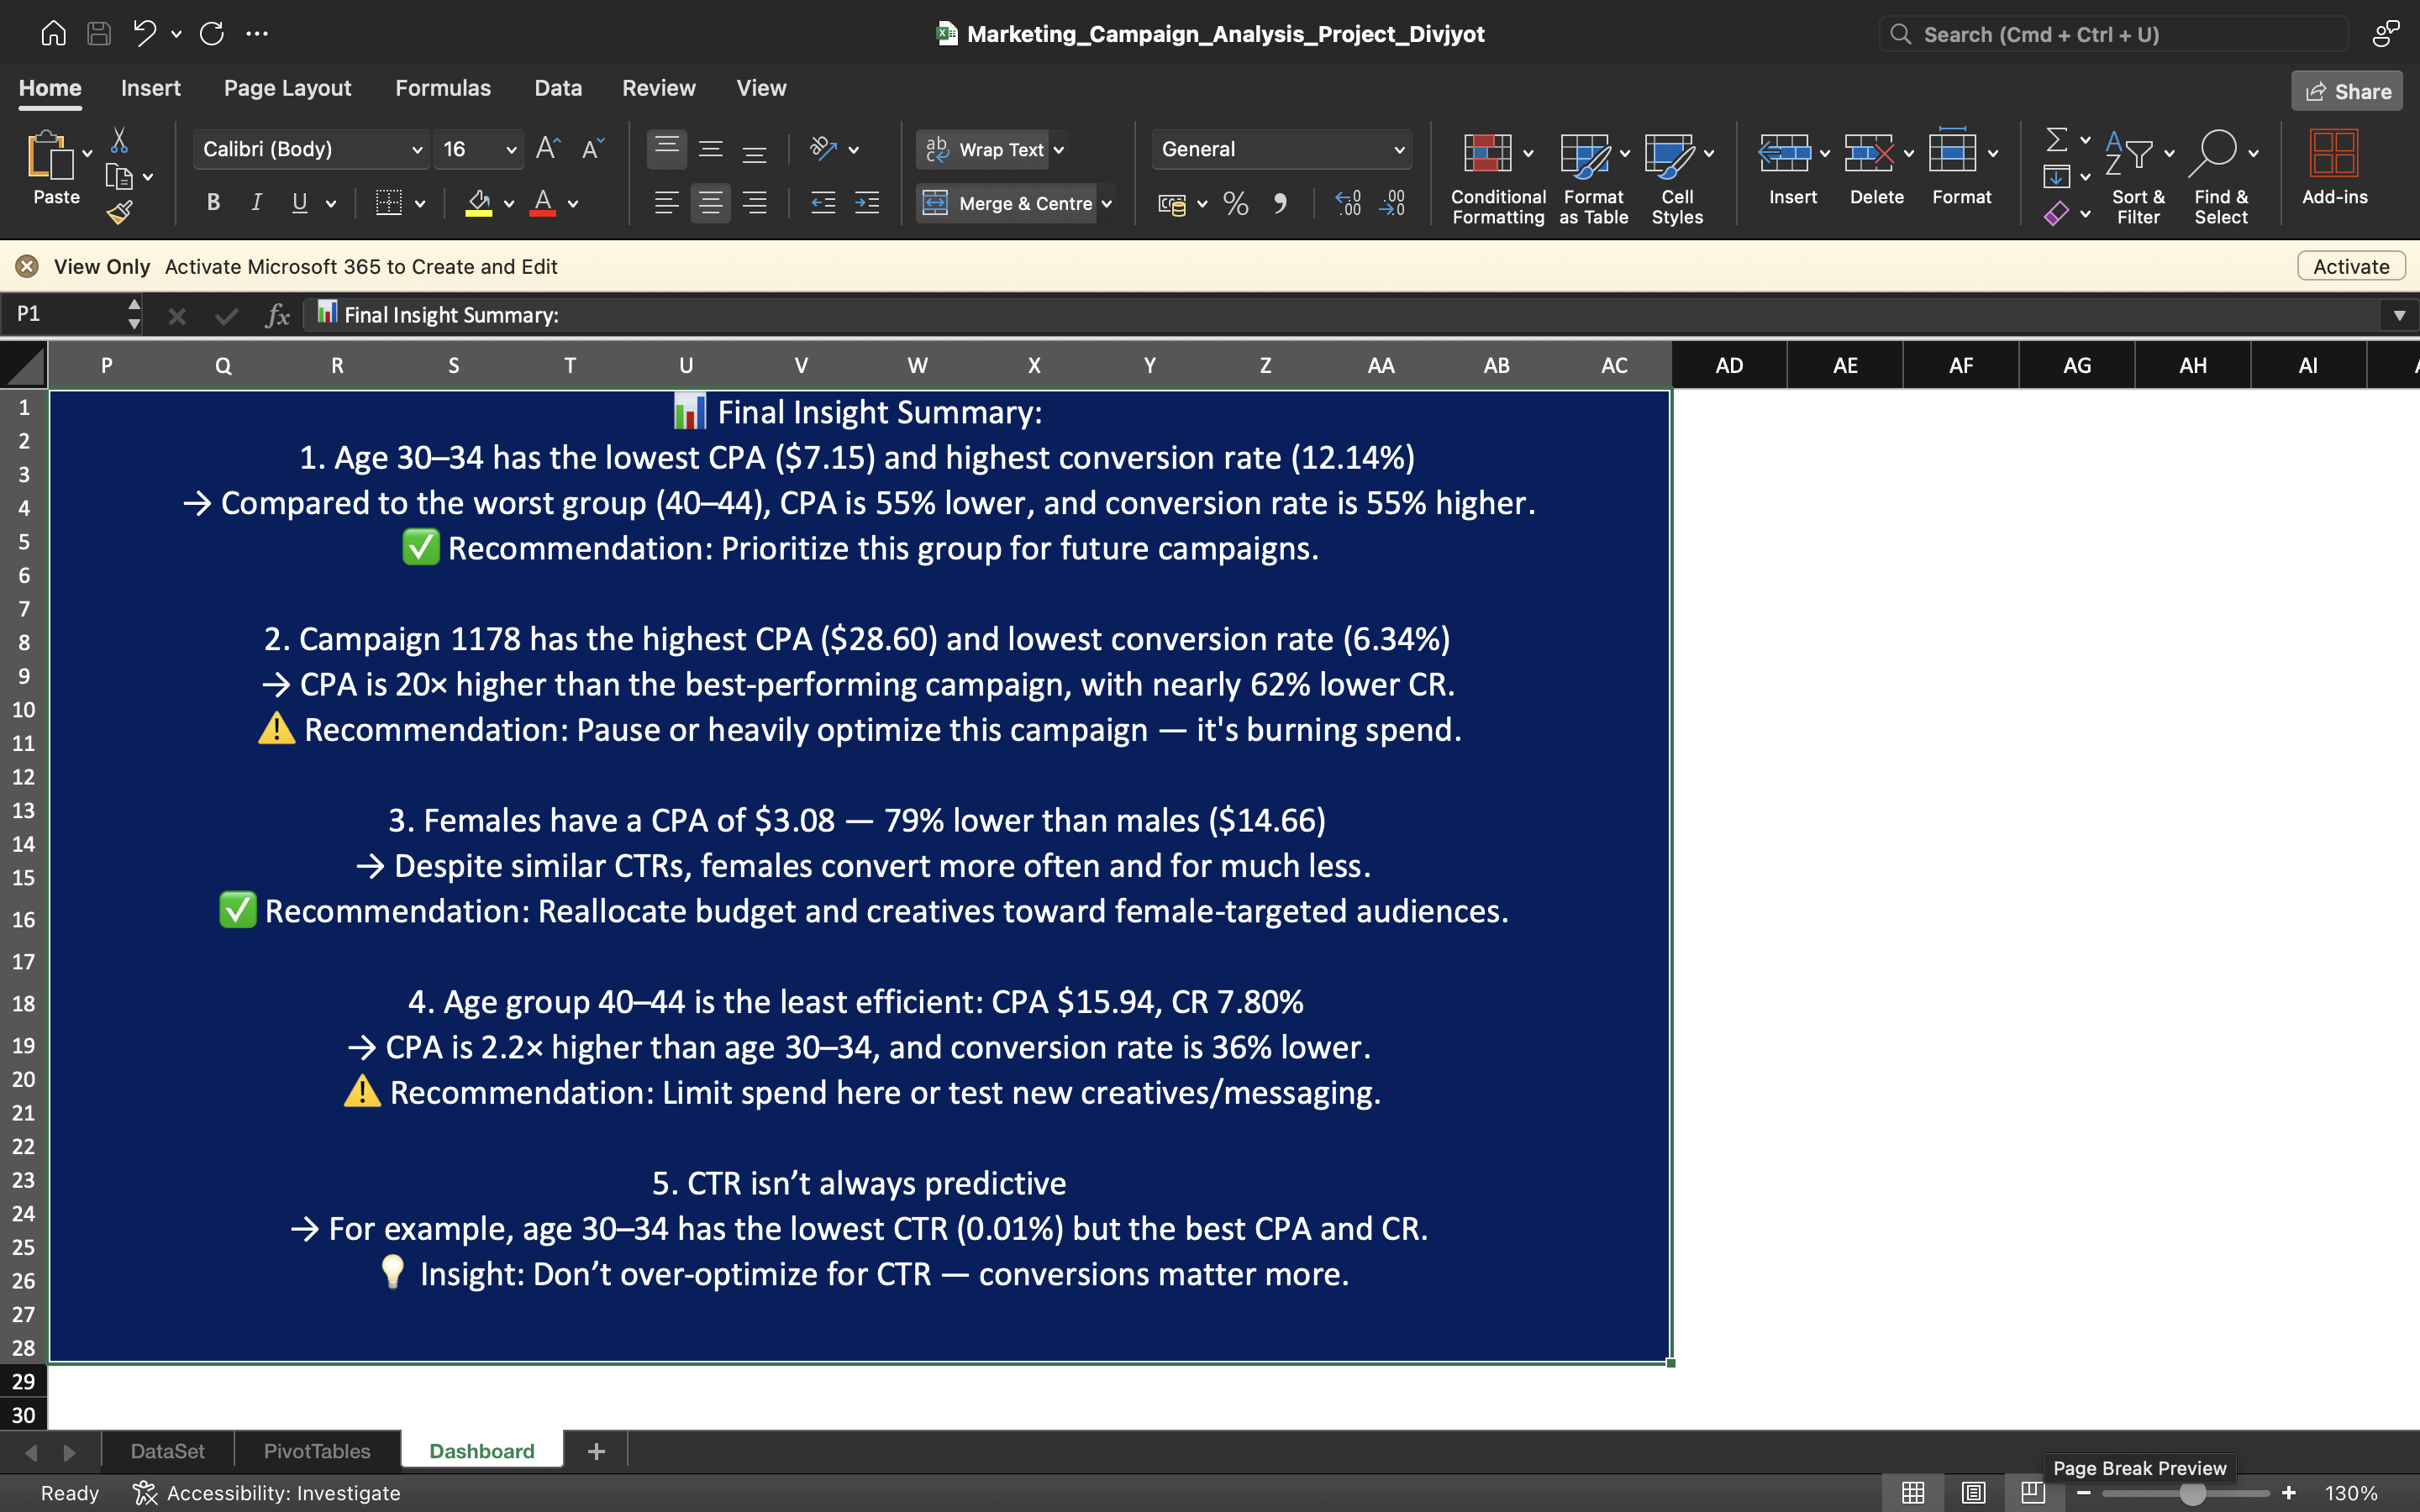 Marketing_Campaign_Analysis_Project_Divjyot
Search (Cmd + Ctrl + U)
Home Insert Page Layout Formulas Data Review View
Share
Paste
Calibri (Body) 16
B I U
Wrap Text
Merge & Centre
General
Conditional Formatting
Format as Table
Cell Styles
Insert
Delete
Format
Sort & Filter
Find & Select
Add-ins
View Only Activate Microsoft 365 to Create and Edit
Activate
P1 fx 📊 Final Insight Summary:
P Q R S T U V W X Y Z AA AB AC AD AE AF AG AH AI
📊 Final Insight Summary:
1. Age 30–34 has the lowest CPA ($7.15) and highest conversion rate (12.14%)
→ Compared to the worst group (40–44), CPA is 55% lower, and conversion rate is 55% higher.
✅ Recommendation: Prioritize this group for future campaigns.
2. Campaign 1178 has the highest CPA ($28.60) and lowest conversion rate (6.34%)
→ CPA is 20× higher than the best-performing campaign, with nearly 62% lower CR.
⚠️ Recommendation: Pause or heavily optimize this campaign — it's burning spend.
3. Females have a CPA of $3.08 — 79% lower than males ($14.66)
→ Despite similar CTRs, females convert more often and for much less.
✅ Recommendation: Reallocate budget and creatives toward female-targeted audiences.
4. Age group 40–44 is the least efficient: CPA $15.94, CR 7.80%
→ CPA is 2.2× higher than age 30–34, and conversion rate is 36% lower.
⚠️ Recommendation: Limit spend here or test new creatives/messaging.
5. CTR isn’t always predictive
→ For example, age 30–34 has the lowest CTR (0.01%) but the best CPA and CR.
💡 Insight: Don’t over-optimize for CTR — conversions matter more.
1
2
3
4
5
6
7
8
9
10
11
12
13
14
15
16
17
18
19
20
21
22
23
24
25
26
27
28
29
30
DataSet PivotTables Dashboard +
Page Break Preview
Ready Accessibility: Investigate
130%